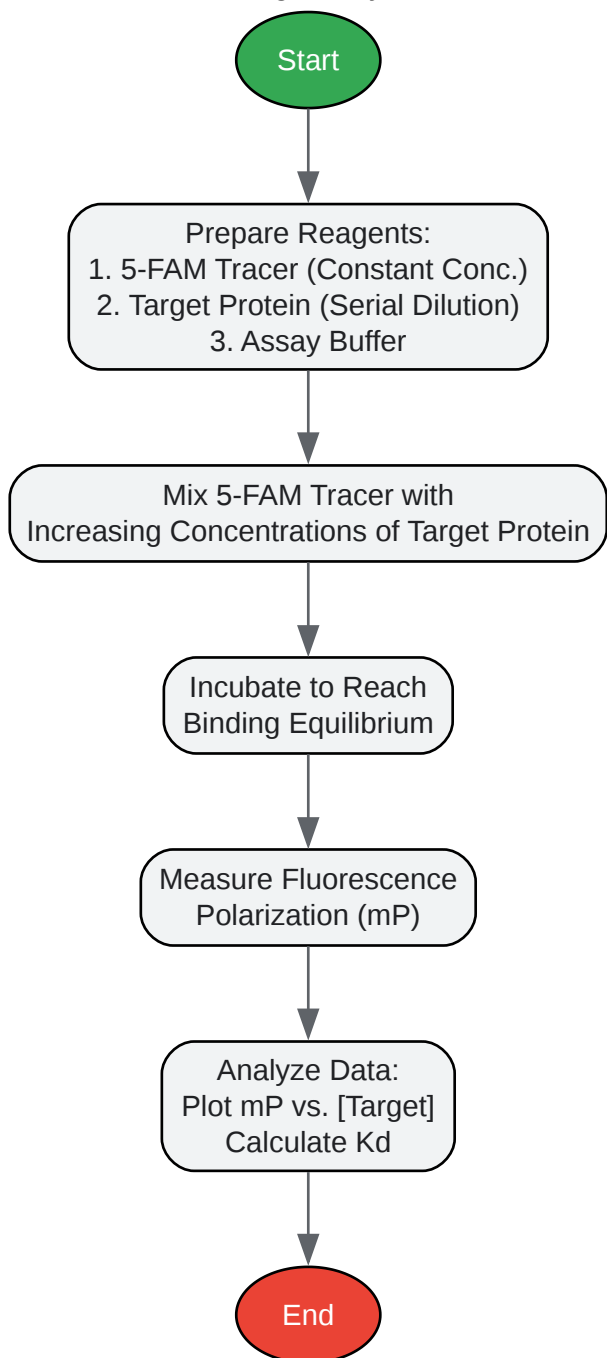 Start
Prepare Reagents:
1. 5-FAM Tracer (Constant Conc.)
2. Target Protein (Serial Dilution)
3. Assay Buffer
Mix 5-FAM Tracer with
Increasing Concentrations of Target Protein
Incubate to Reach
Binding Equilibrium
Measure Fluorescence
Polarization (mP)
Analyze Data:
Plot mP vs. [Target]
Calculate Kd
End